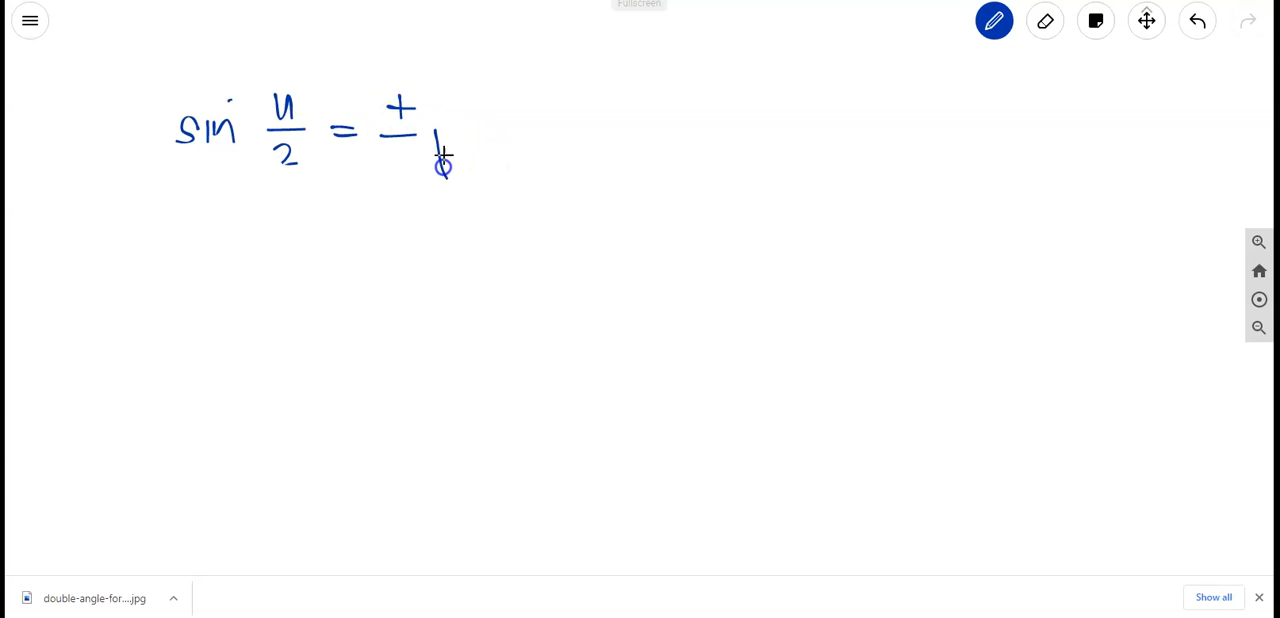 Fullscreen
sin u/2 = ±
double-angle-for....jpg
Show all